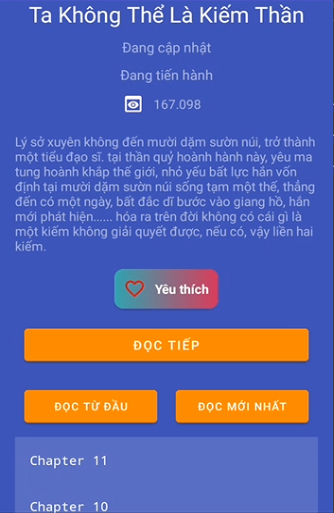 Ta Không Thể Là Kiếm Thần
Đang cập nhật
Đang tiến hành
167.098
Lý sở xuyên không đến mười dặm sườn núi, trở thành
một tiểu đạo sĩ. tại thần quỷ hoành hành này, yêu ma
tung hoành khắp thế giới, nhỏ yếu bất lực hắn vốn
định tại mười dặm sườn núi sống tạm một thế, thẳng
đến có một ngày, bất đắc dĩ bước vào giang hồ, hắn
mới phát hiện...... hóa ra trên đời không có cái gì là
một kiếm không giải quyết được, nếu có, vậy liền hai
kiếm.
Yêu thích
ĐỌC TIẾP
ĐỌC TỪ ĐẦU
ĐỌC MỚI NHẤT
Chapter 11
Chapter 10